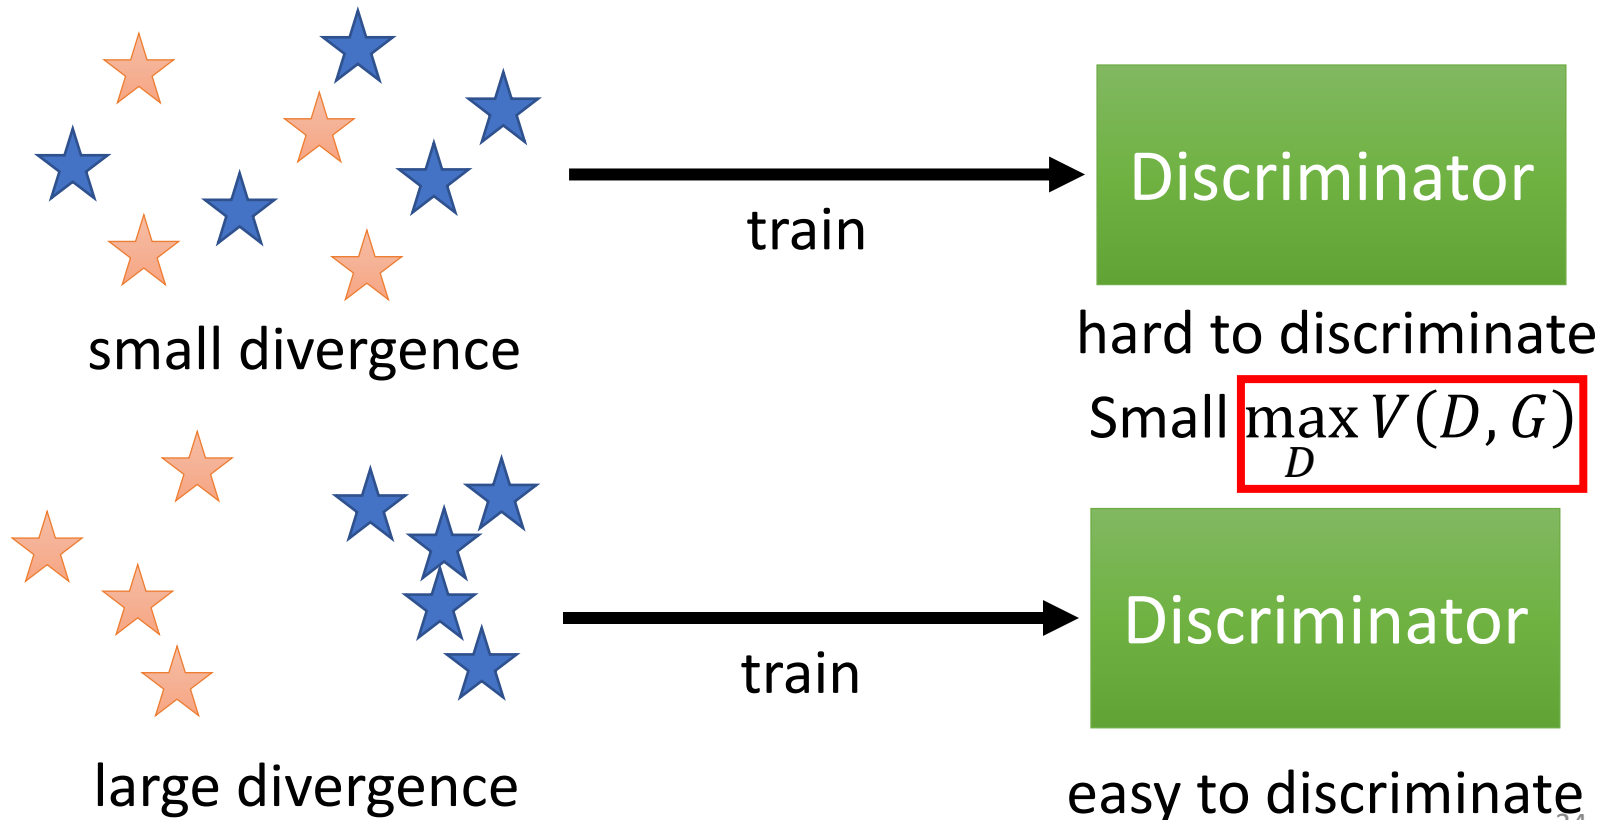 Discriminator
train
small divergence
hard to discriminate
Small max V(D, G)
D
Discriminator
train
large divergence
easy to discriminate